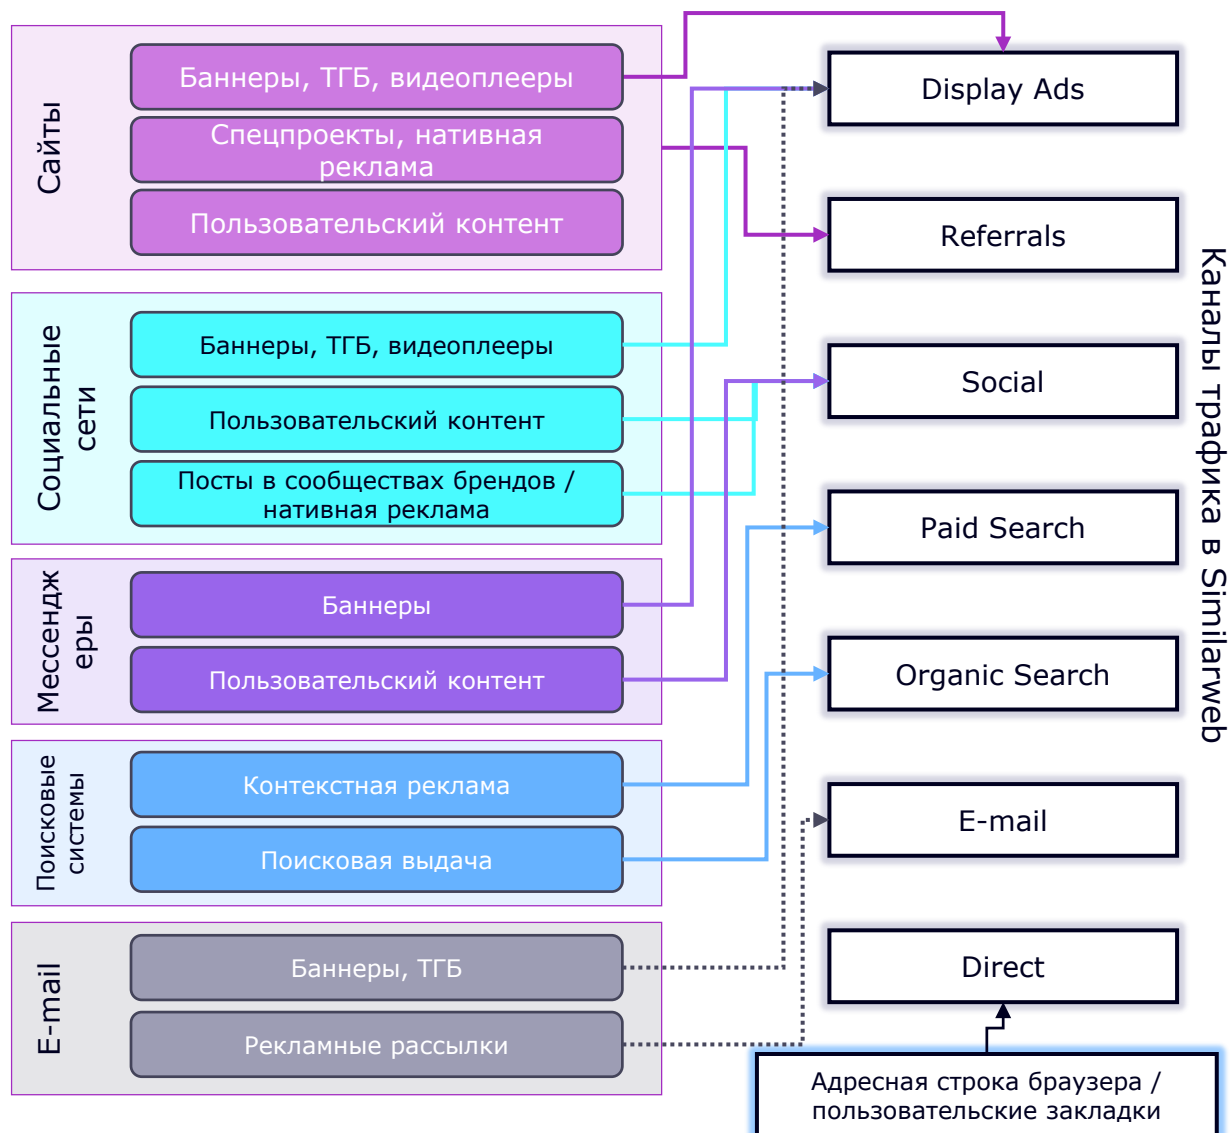 Сайты
Баннеры, ТГБ, видеоплееры
Спецпроекты, нативная
реклама
Пользовательский контент
Социальные
сети
Баннеры, ТГБ, видеоплееры
Пользовательский контент
Посты в сообществах брендов /
нативная реклама
Мессендж
еры
Баннеры
Пользовательский контент
Поисковые
системы
Контекстная реклама
Поисковая выдача
E-mail
Баннеры, ТГБ
Рекламные рассылки
Display Ads
Referrals
Social
Paid Search
Organic Search
E-mail
Direct
Адресная строка браузера /
пользовательские закладки
Каналы трафика в Similarweb